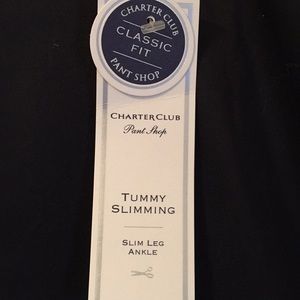 CHARTER CLUB
CLASSIC
FIT
PANT SHOP
CHARTER CLUB
Pant Shop
TUMMY
SLIMMING
SLIM LEG
ANKLE